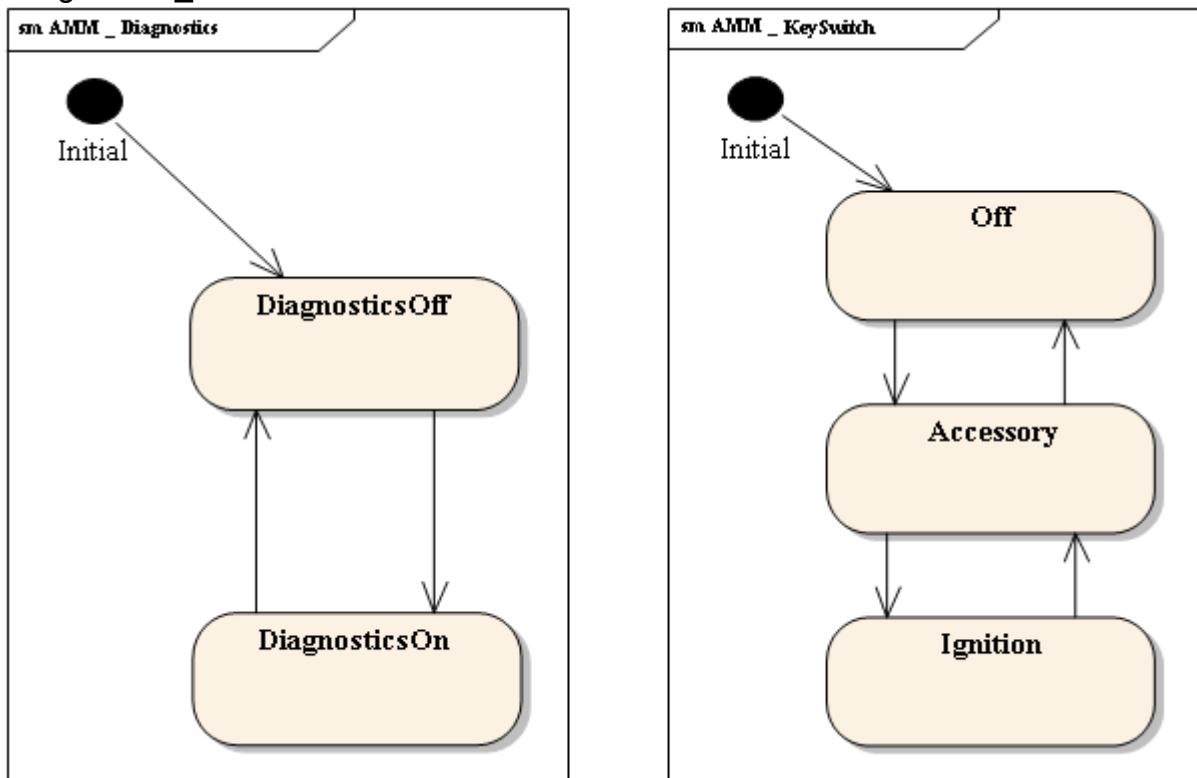 sm AMM _ Diagnostics
Initial
DiagnosticsOff
DiagnosticsOn
sm AMM _ KeySwitch
Initial
Off
Accessory
Ignition